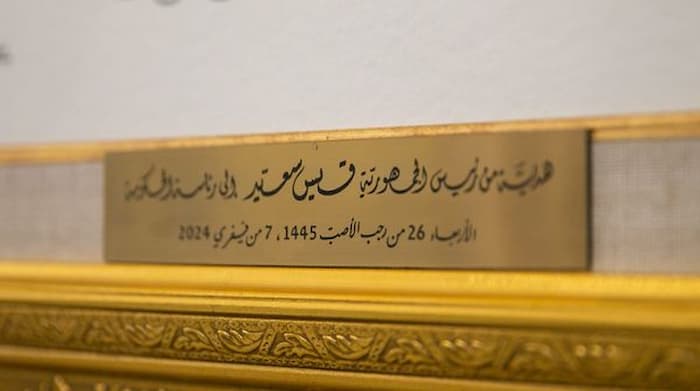 هدية من رئيس الجمهورية قيس سعيد إلى رئاسة الحكومة
الأربعاء 26 من رجب الأصب 1445، 7 من فيفري 2024